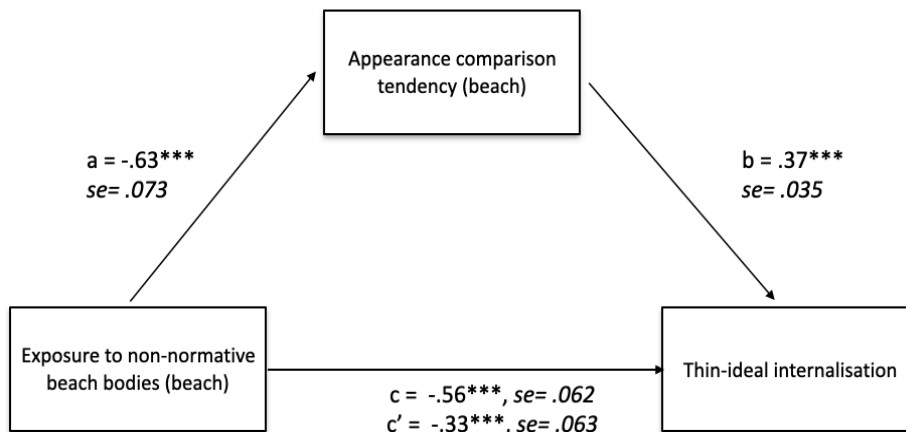 Appearance comparison
tendency (beach)
a = -.63***
se= .073
b = .37***
se= .035
Exposure to non-normative
beach bodies (beach)
Thin-ideal internalisation
c = -.56***, se= .062
c’ = -.33***, se= .063